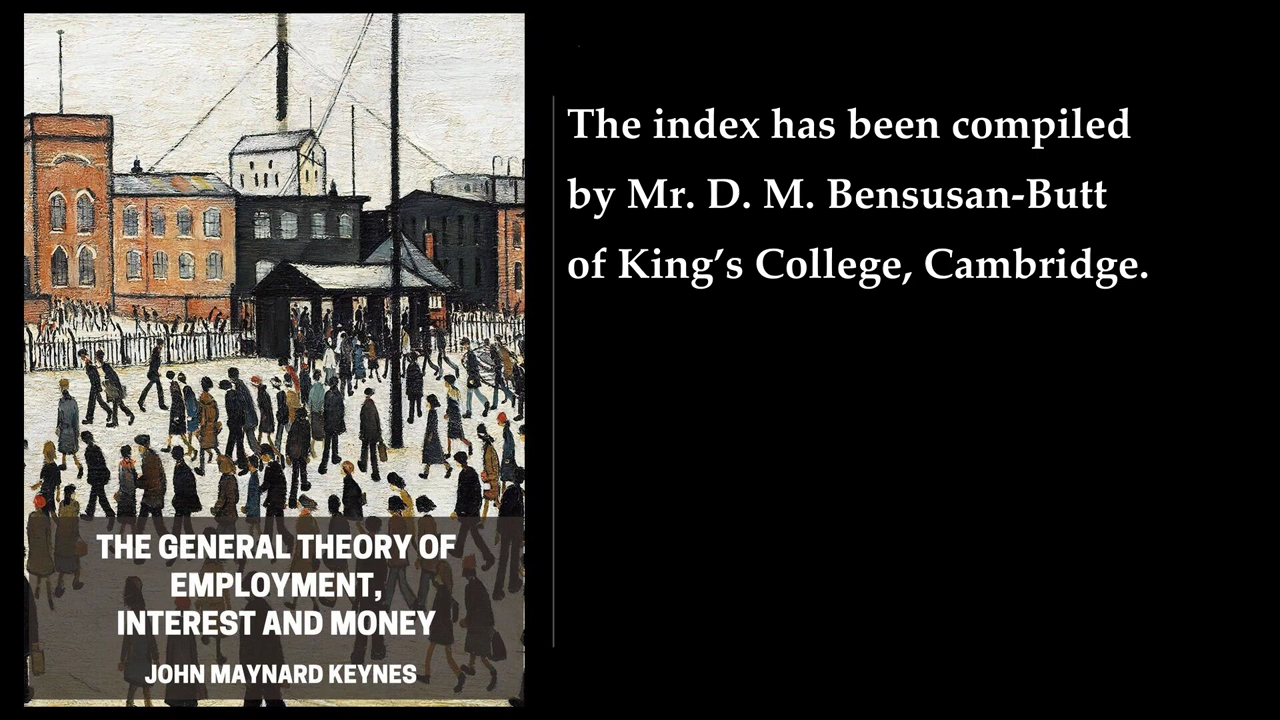 THE GENERAL THEORY OF
EMPLOYMENT,
INTEREST AND MONEY
JOHN MAYNARD KEYNES
The index has been compiled
by Mr. D. M. Bensusan-Butt
of King’s College, Cambridge.